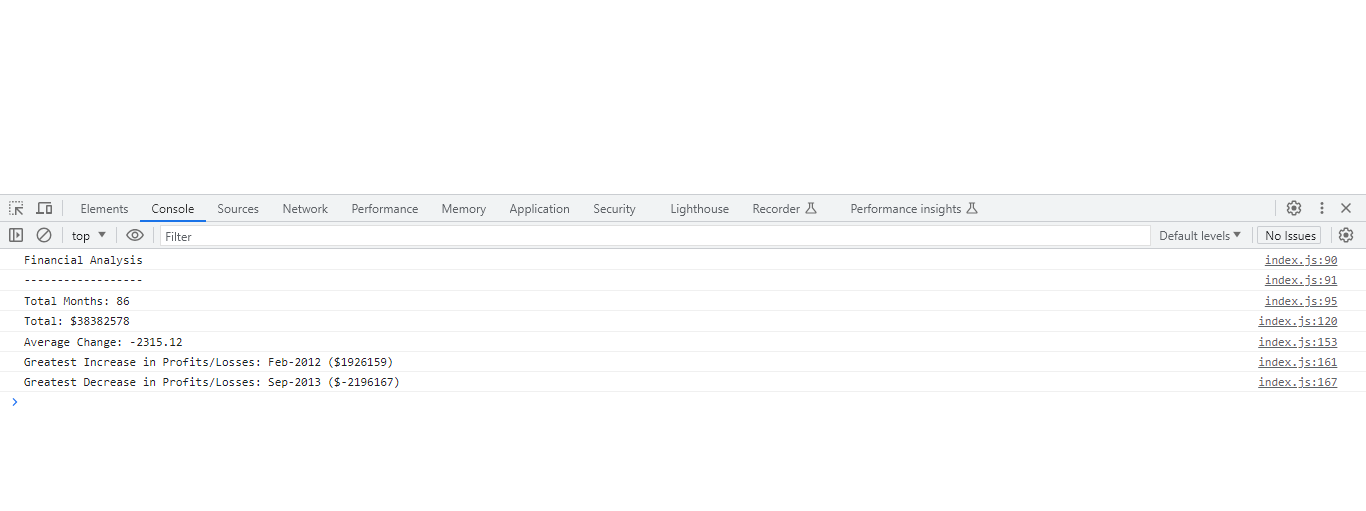 Elements Console Sources Network Performance Memory Application Security Lighthouse Recorder Performance insights
top Filter Default levels No Issues
Financial Analysis index.js:90
------------------ index.js:91
Total Months: 86 index.js:95
Total: $38382578 index.js:120
Average Change: -2315.12 index.js:153
Greatest Increase in Profits/Losses: Feb-2012 ($1926159) index.js:161
Greatest Decrease in Profits/Losses: Sep-2013 ($-2196167) index.js:167